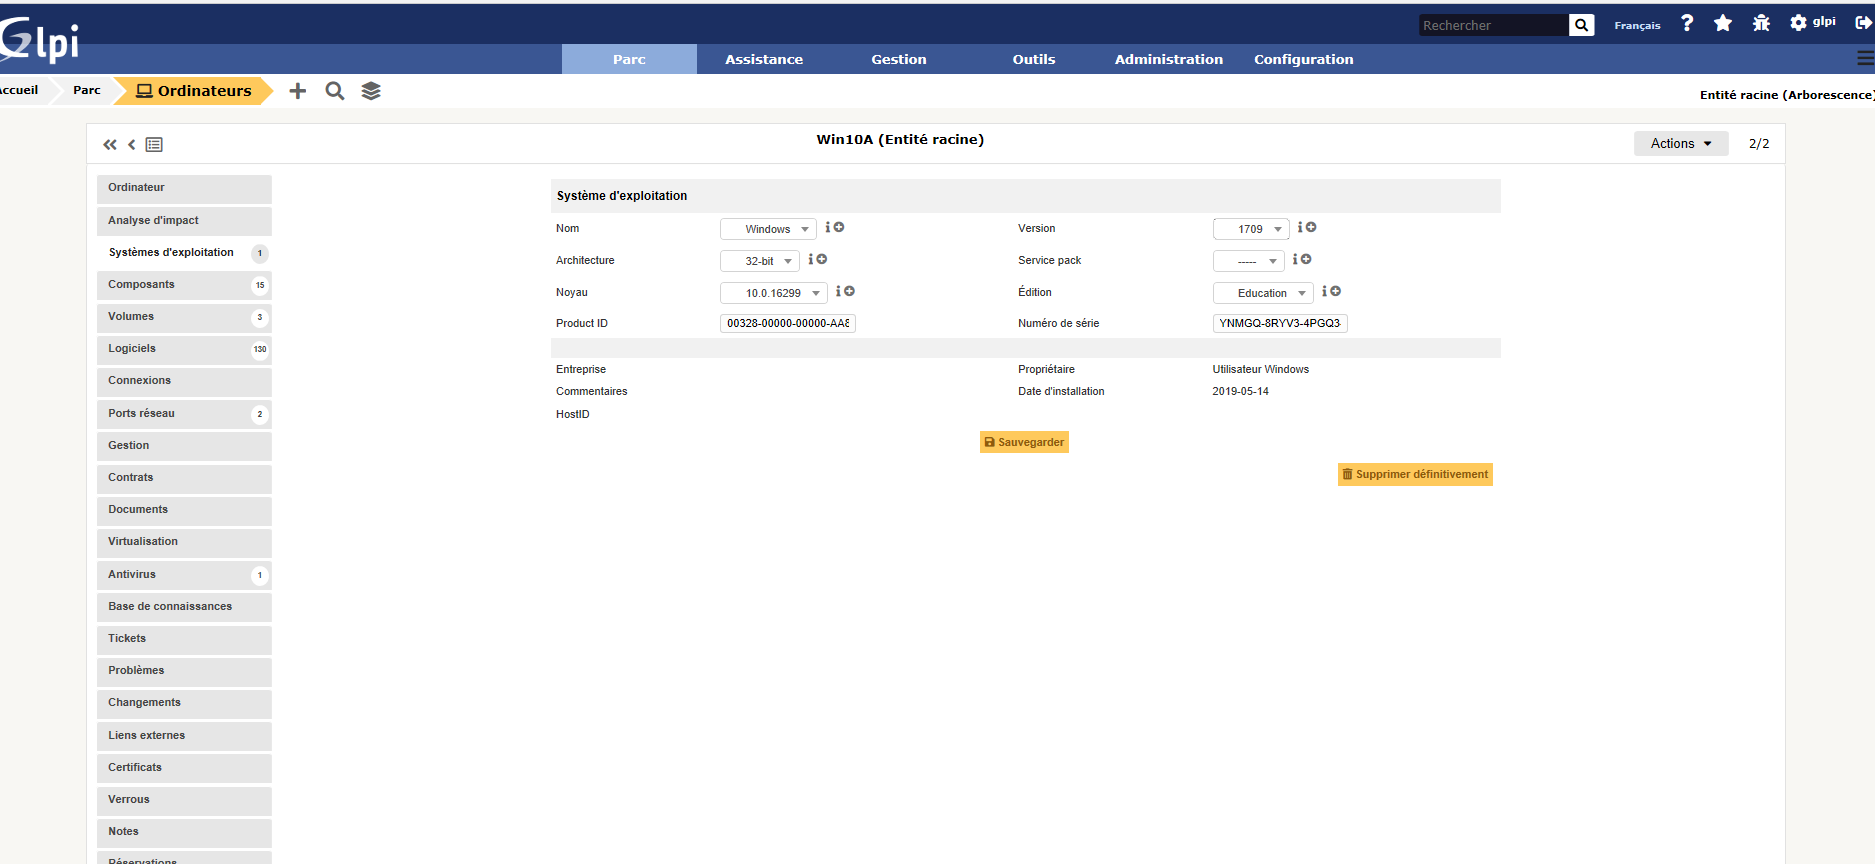 Glpi
Rechercher
Français
glpi
Parc
Assistance
Gestion
Outils
Administration
Configuration
ccueil
Parc
Ordinateurs
Entité racine (Arborescence)
Win10A (Entité racine)
Actions
2/2
Ordinateur
Analyse d'impact
Systèmes d'exploitation 1
Composants 15
Volumes 3
Logiciels 130
Connexions
Ports réseau 2
Gestion
Contrats
Documents
Virtualisation
Antivirus 1
Base de connaissances
Tickets
Problèmes
Changements
Liens externes
Certificats
Verrous
Notes
Réservations
Système d'exploitation
Nom Windows
Version 1709
Architecture 32-bit
Service pack -----
Noyau 10.0.16299
Édition Education
Product ID 00328-00000-00000-AA8
Numéro de série YNMGQ-8RYV3-4PGQ3-
Entreprise
Propriétaire Utilisateur Windows
Commentaires
Date d'installation 2019-05-14
HostID
Sauvegarder
Supprimer définitivement